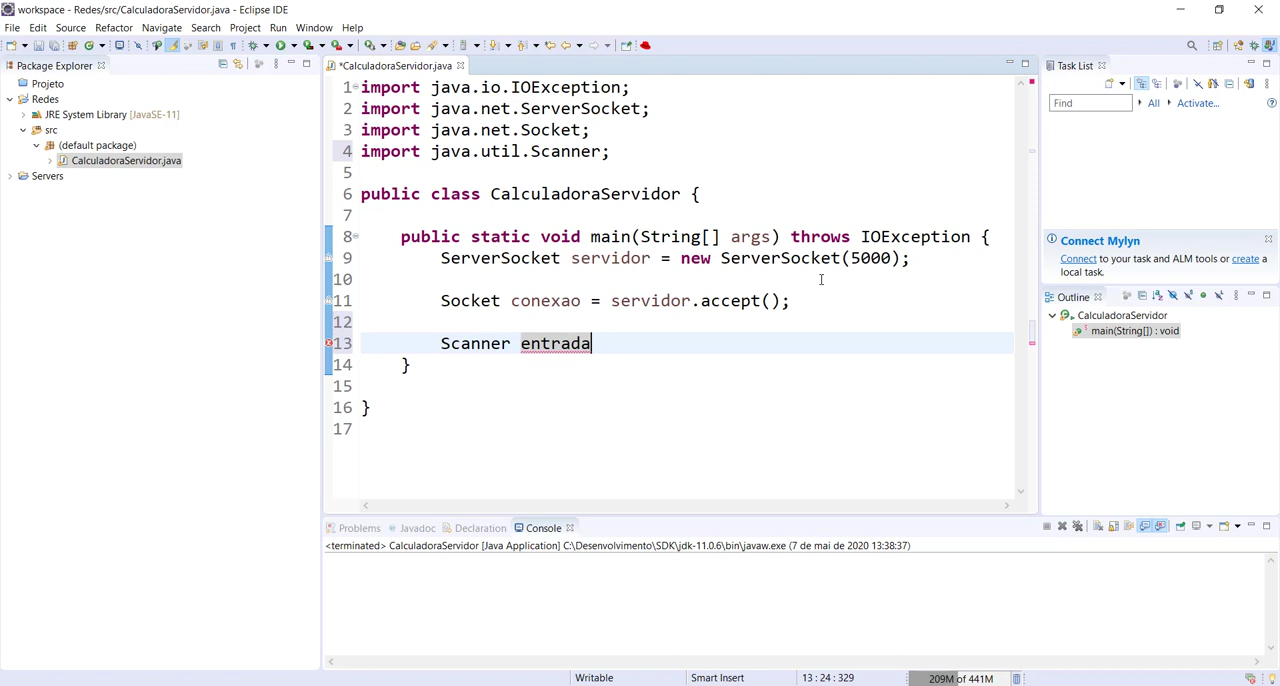 workspace - Redes/src/CalculadoraServidor.java - Eclipse IDE
File Edit Source Refactor Navigate Search Project Run Window Help
Package Explorer
Projeto
Redes
JRE System Library [JavaSE-11]
src
(default package)
CalculadoraServidor.java
Servers
*CalculadoraServidor.java
1 import java.io.IOException;
2 import java.net.ServerSocket;
3 import java.net.Socket;
4 import java.util.Scanner;
5
6 public class CalculadoraServidor {
7
8 public static void main(String[] args) throws IOException {
9 ServerSocket servidor = new ServerSocket(5000);
10
11 Socket conexao = servidor.accept();
12
13 Scanner entrada
14 }
15
16 }
17
Task List
Find All Activate...
Connect Mylyn
Connect to your task and ALM tools or create a
local task.
Outline
CalculadoraServidor
main(String[]) : void
Problems Javadoc Declaration Console
<terminated> CalculadoraServidor [Java Application] C:\Desenvolvimento\SDK\jdk-11.0.6\bin\javaw.exe (7 de mai de 2020 13:38:37)
Writable Smart Insert 13 : 24 : 329 209M of 441M